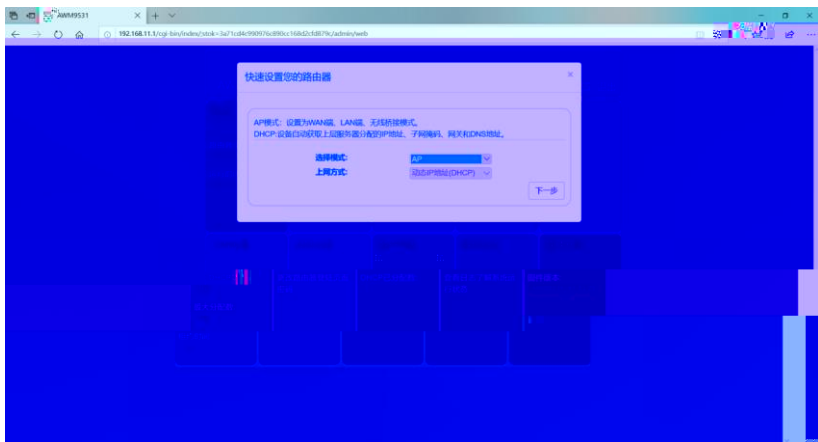 AWM9531
192.168.11.1/cgi-bin/index/;stok=3a71cd4c990976c890cc168d2cfd879c/admin/web
快速设置您的路由器
AP模式：设置为WAN端、LAN端、无线桥接模式。
DHCP:设备自动获取上层服务器分配的IP地址、子网掩码、网关和DNS地址。
选择模式:
AP
上网方式:
动态IP地址(DHCP)
下一步